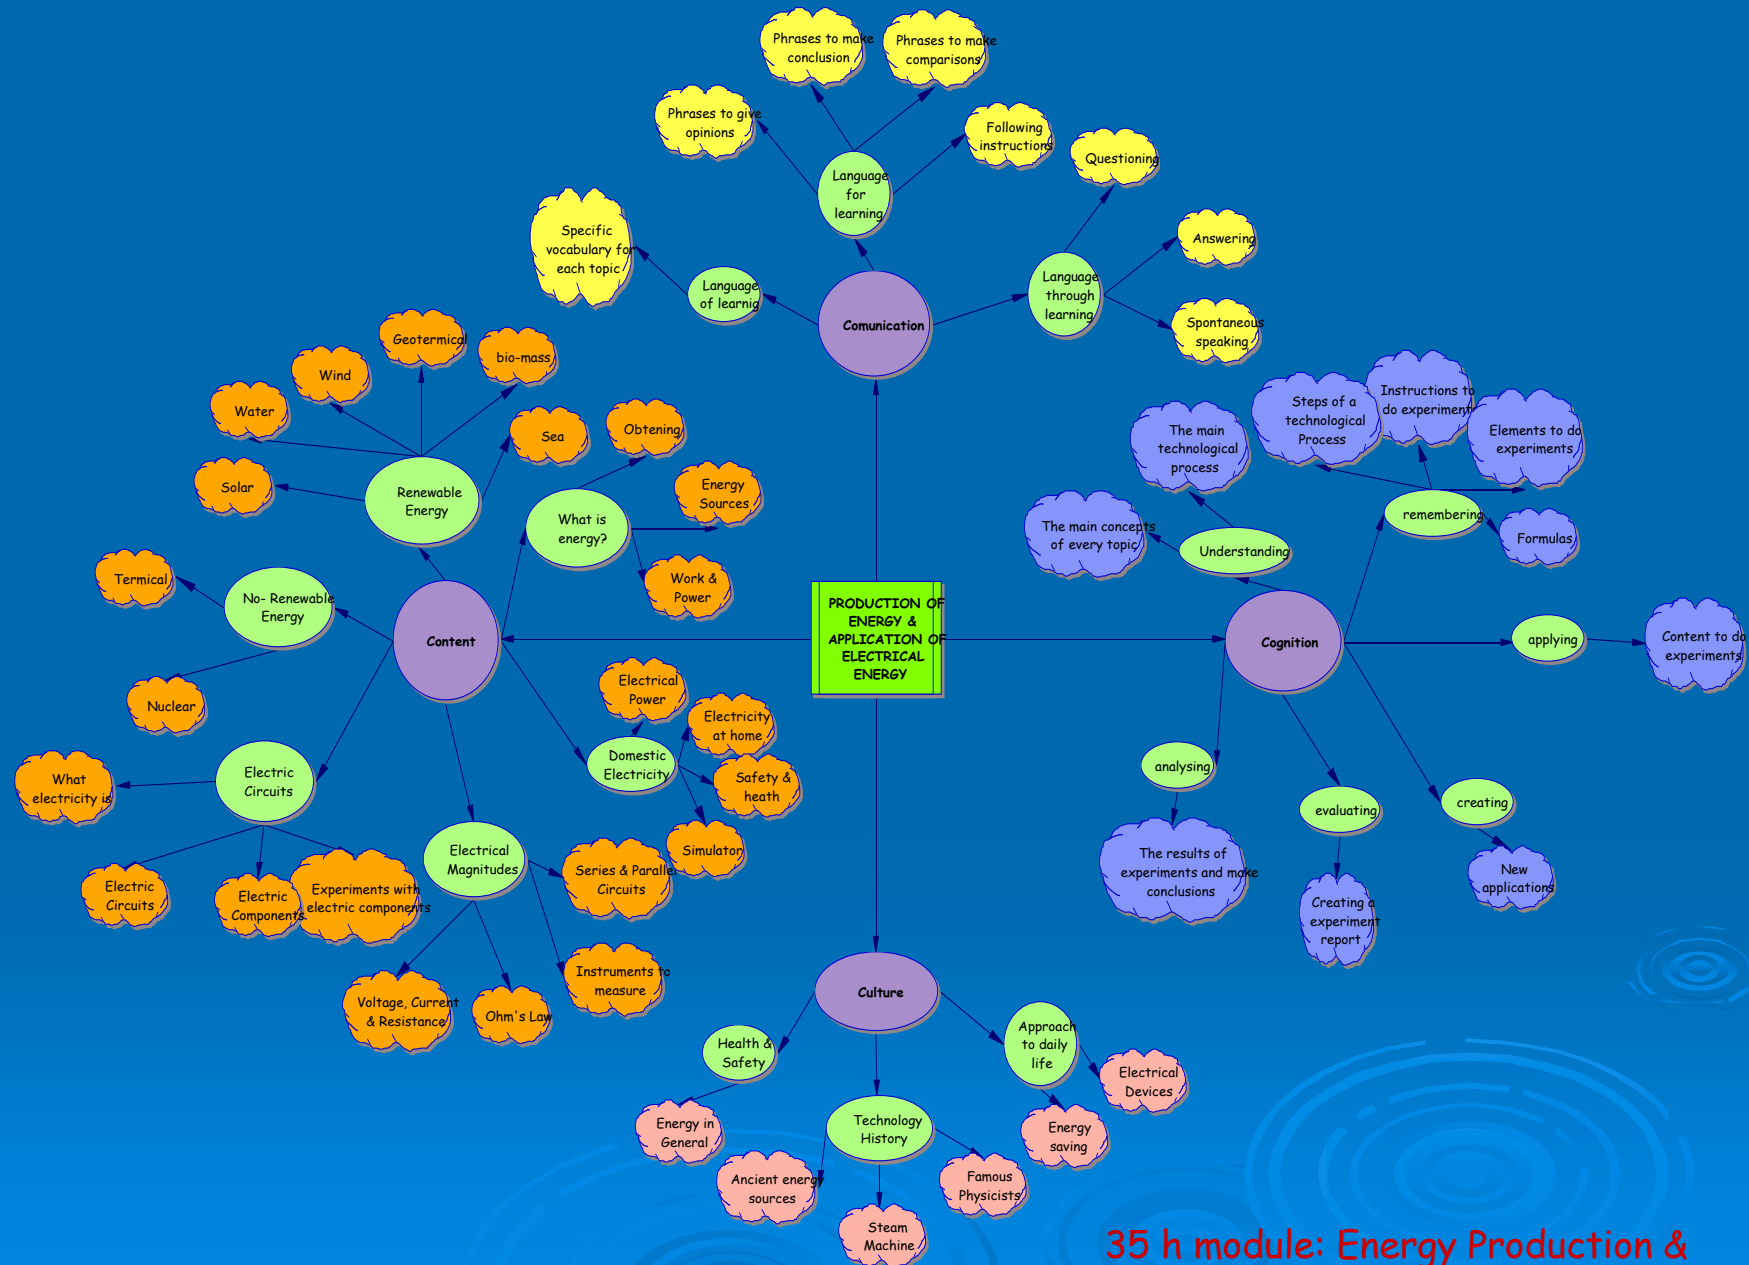 Phrases to make
conclusion
Phrases to make
comparisons
Phrases to give
opinions
Following
instructions
Questioning
Language
for
learning
Specific
vocabulary for
each topic
Answering
Language
of learnig
Language
through
learning
Comunication
Spontaneous
speaking
Geotermical
bio-mass
Wind
Water
Sea
Solar
Renewable
Energy
Obtening
Energy
Sources
What is
energy?
Work &
Power
The main
technological
process
Steps of a
technological
Process
Instructions to
do experiment
Elements to do
experiments
The main concepts
of every topic
Understanding
remembering
Formulas
Termical
No- Renewable
Energy
Nuclear
Content
PRODUCTION OF
ENERGY &
APPLICATION OF
ELECTRICAL
ENERGY
Cognition
applying
Content to do
experiments
Electrical
Power
Electricity
at home
Domestic
Electricity
Safety &
heath
Simulator
What
electricity is
Electric
Circuits
Electric
Circuits
Electric
Components
Experiments with
electric components
Electrical
Magnitudes
Series & Parallel
Circuits
Voltage, Current
& Resistance
Ohm's Law
Instruments to
measure
analysing
evaluating
creating
The results of
experiments and make
conclusions
Creating a
experiment
report
New
applications
Culture
Health &
Safety
Approach
to daily
life
Energy in
General
Technology
History
Electrical
Devices
Energy
saving
Ancient energy
sources
Steam
Machine
Famous
Physicists
35 h module: Energy Production &